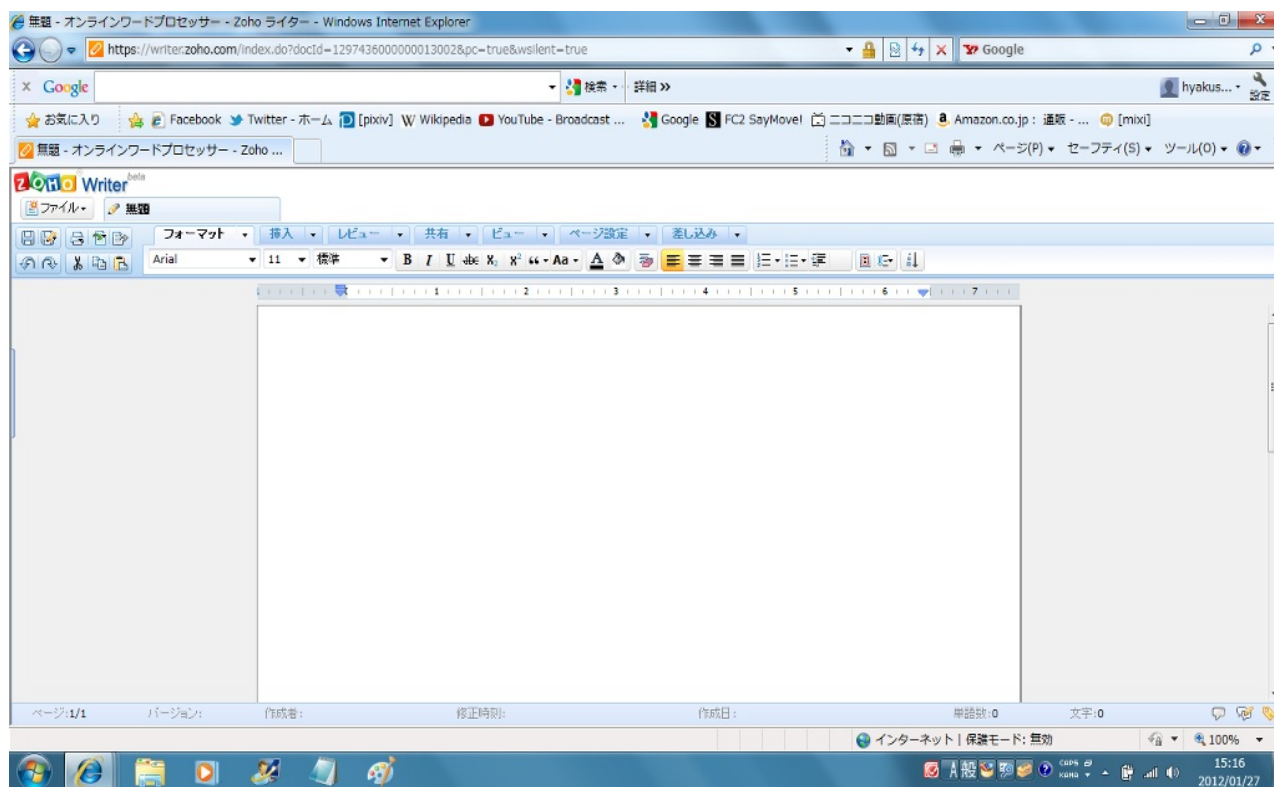 無題 - オンラインワードプロセッサー - Zoho ライター - Windows Internet Explorer
https://writer.zoho.com/index.do?docId=12974360000000013002&pc=true&wsilent=true
Google
× Google 検索 詳細 »
hyakus...
設定
お気に入り Facebook Twitter - ホーム [pixiv] Wikipedia YouTube - Broadcast ... Google FC2 SayMove! ニコニコ動画(原宿) Amazon.co.jp : 通販 - ... [mixi]
無題 - オンラインワードプロセッサー - Zoho ...
ページ(P) セーフティ(S) ツール(O)
ZOHO Writer beta
ファイル 無題
フォーマット 挿入 レビュー 共有 ビュー ページ設定 差し込み
Arial 11 標準 B I U abc X₂ X² “ Aa A
1 2 3 4 5 6 7
ページ:1/1 バージョン: 作成者: 修正時刻: 作成日: 単語数:0 文字:0
インターネット | 保護モード: 無効 100%
A 般 CAPS KANA 15:16
2012/01/27